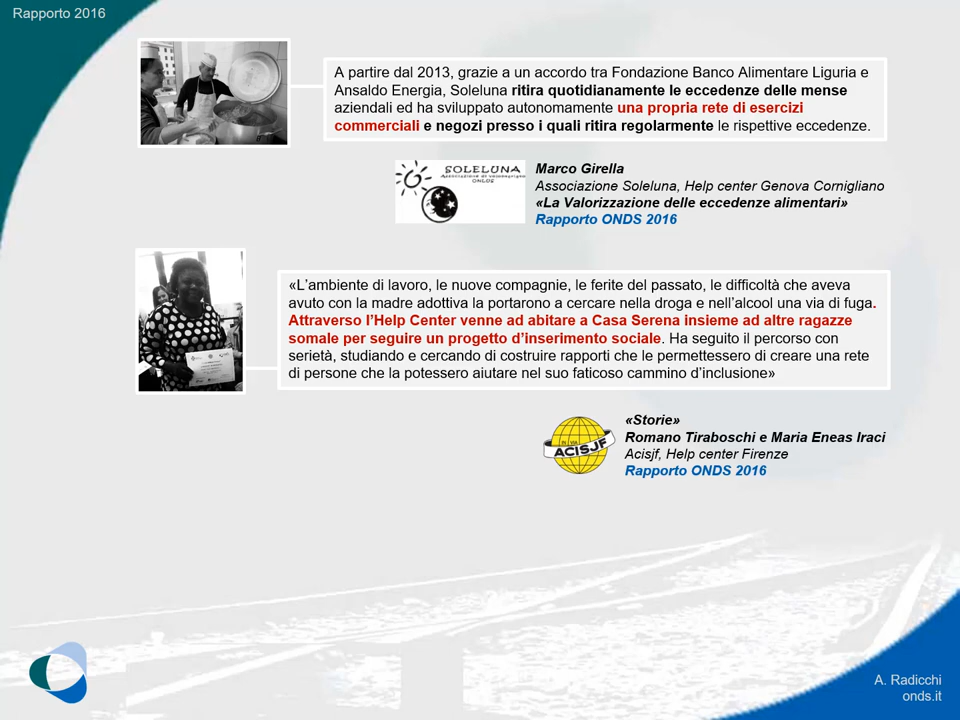 Rapporto 2016
A partire dal 2013, grazie a un accordo tra Fondazione Banco Alimentare Liguria e
Ansaldo Energia, Soleluna ritira quotidianamente le eccedenze delle mense
aziendali ed ha sviluppato autonomamente una propria rete di esercizi
commerciali e negozi presso i quali ritira regolarmente le rispettive eccedenze.
SOLELUNA
Associazione di volontariato
ONLUS
Marco Girella
Associazione Soleluna, Help center Genova Cornigliano
«La Valorizzazione delle eccedenze alimentari»
Rapporto ONDS 2016
«L’ambiente di lavoro, le nuove compagnie, le ferite del passato, le difficoltà che aveva
avuto con la madre adottiva la portarono a cercare nella droga e nell’alcool una via di fuga.
Attraverso l’Help Center venne ad abitare a Casa Serena insieme ad altre ragazze
somale per seguire un progetto d’inserimento sociale. Ha seguito il percorso con
serietà, studiando e cercando di costruire rapporti che le permettessero di creare una rete
di persone che la potessero aiutare nel suo faticoso cammino d’inclusione»
IN VIA
ACISJF
«Storie»
Romano Tiraboschi e Maria Eneas Iraci
Acisjf, Help center Firenze
Rapporto ONDS 2016
A. Radicchi
onds.it